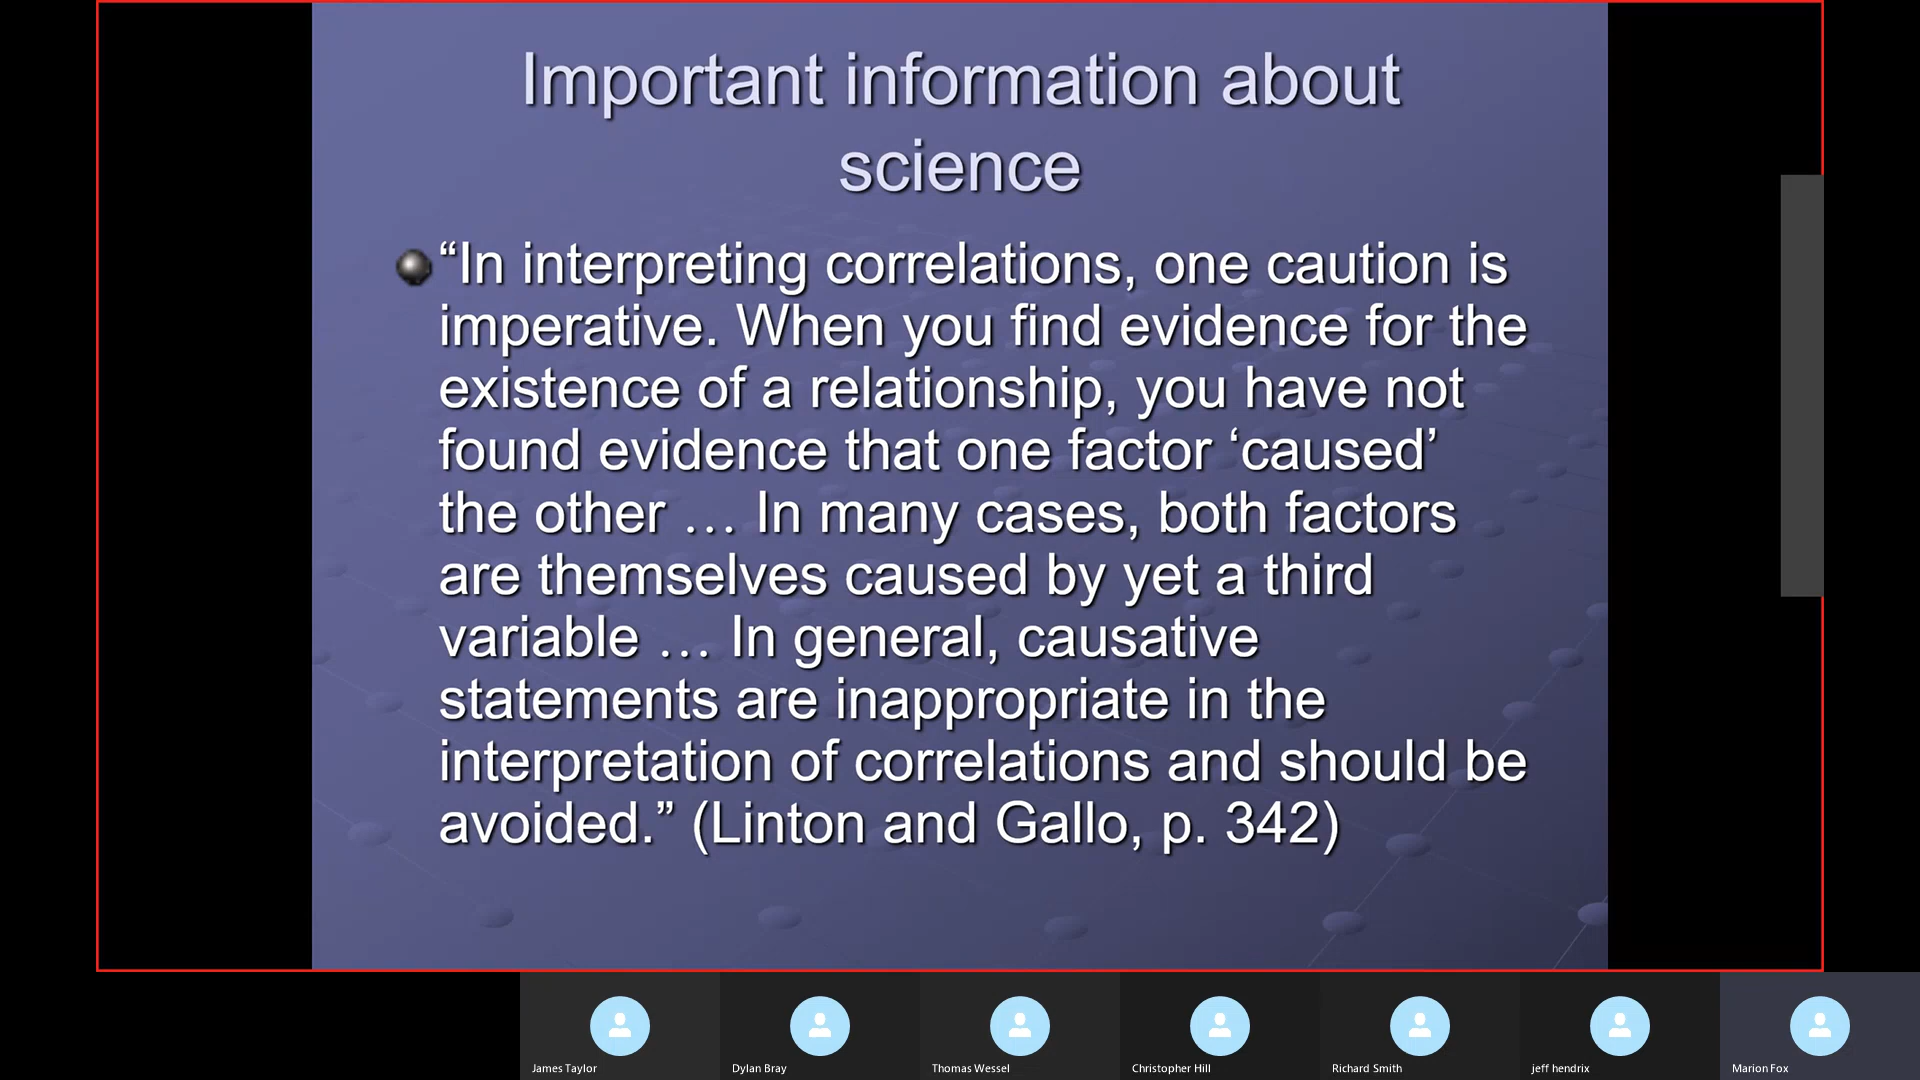 Important information about
science
“In interpreting correlations, one caution is
imperative. When you find evidence for the
existence of a relationship, you have not
found evidence that one factor ‘caused’
the other … In many cases, both factors
are themselves caused by yet a third
variable … In general, causative
statements are inappropriate in the
interpretation of correlations and should be
avoided.” (Linton and Gallo, p. 342)
James Taylor
Dylan Bray
Thomas Wessel
Christopher Hill
Richard Smith
jeff hendrix
Marion Fox